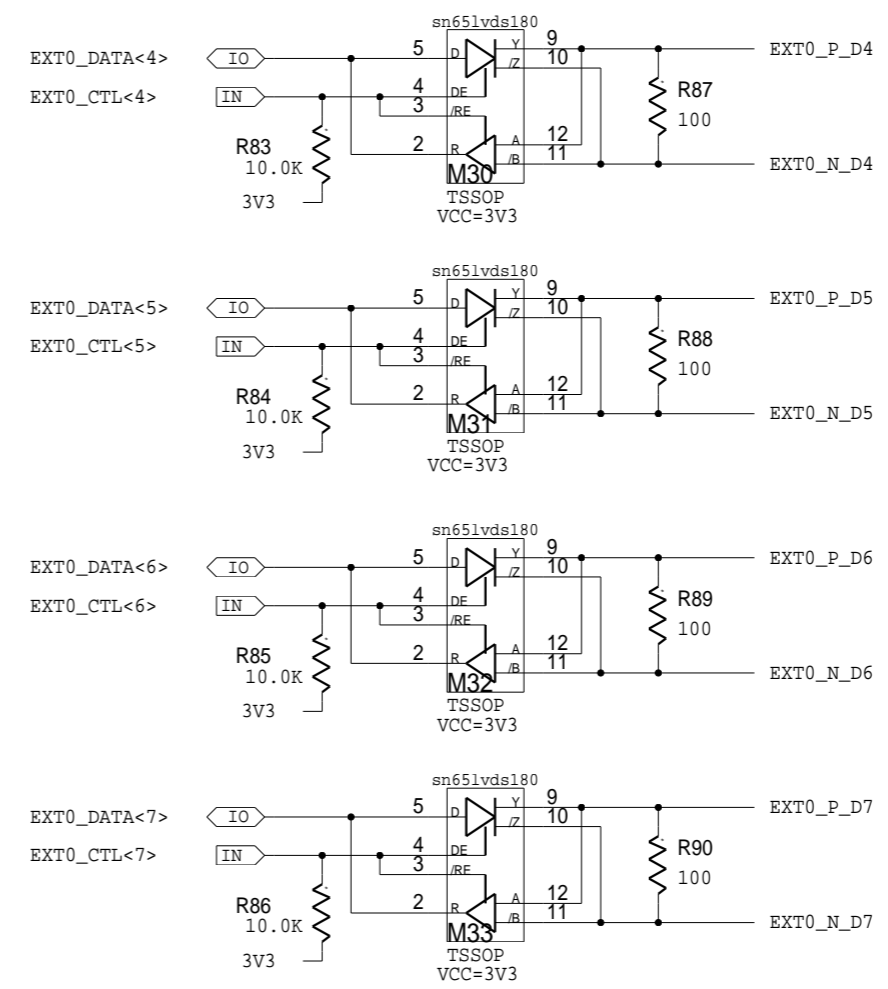 sn65lvds180
EXT0_DATA<4> IO 5 D Y 9 EXT0_P_D4
/Z 10
EXT0_CTL<4> IN 4 DE R87
3 /RE 100
R83 2 R A 12
10.0K /B 11 EXT0_N_D4
M30
3V3 TSSOP
VCC=3V3
sn65lvds180
EXT0_DATA<5> IO 5 D Y 9 EXT0_P_D5
/Z 10
EXT0_CTL<5> IN 4 DE R88
3 /RE 100
R84 2 R A 12
10.0K /B 11 EXT0_N_D5
M31
3V3 TSSOP
VCC=3V3
sn65lvds180
EXT0_DATA<6> IO 5 D Y 9 EXT0_P_D6
/Z 10
EXT0_CTL<6> IN 4 DE R89
3 /RE 100
R85 2 R A 12
10.0K /B 11 EXT0_N_D6
M32
3V3 TSSOP
VCC=3V3
sn65lvds180
EXT0_DATA<7> IO 5 D Y 9 EXT0_P_D7
/Z 10
EXT0_CTL<7> IN 4 DE R90
3 /RE 100
R86 2 R A 12
10.0K /B 11 EXT0_N_D7
M33
3V3 TSSOP
VCC=3V3